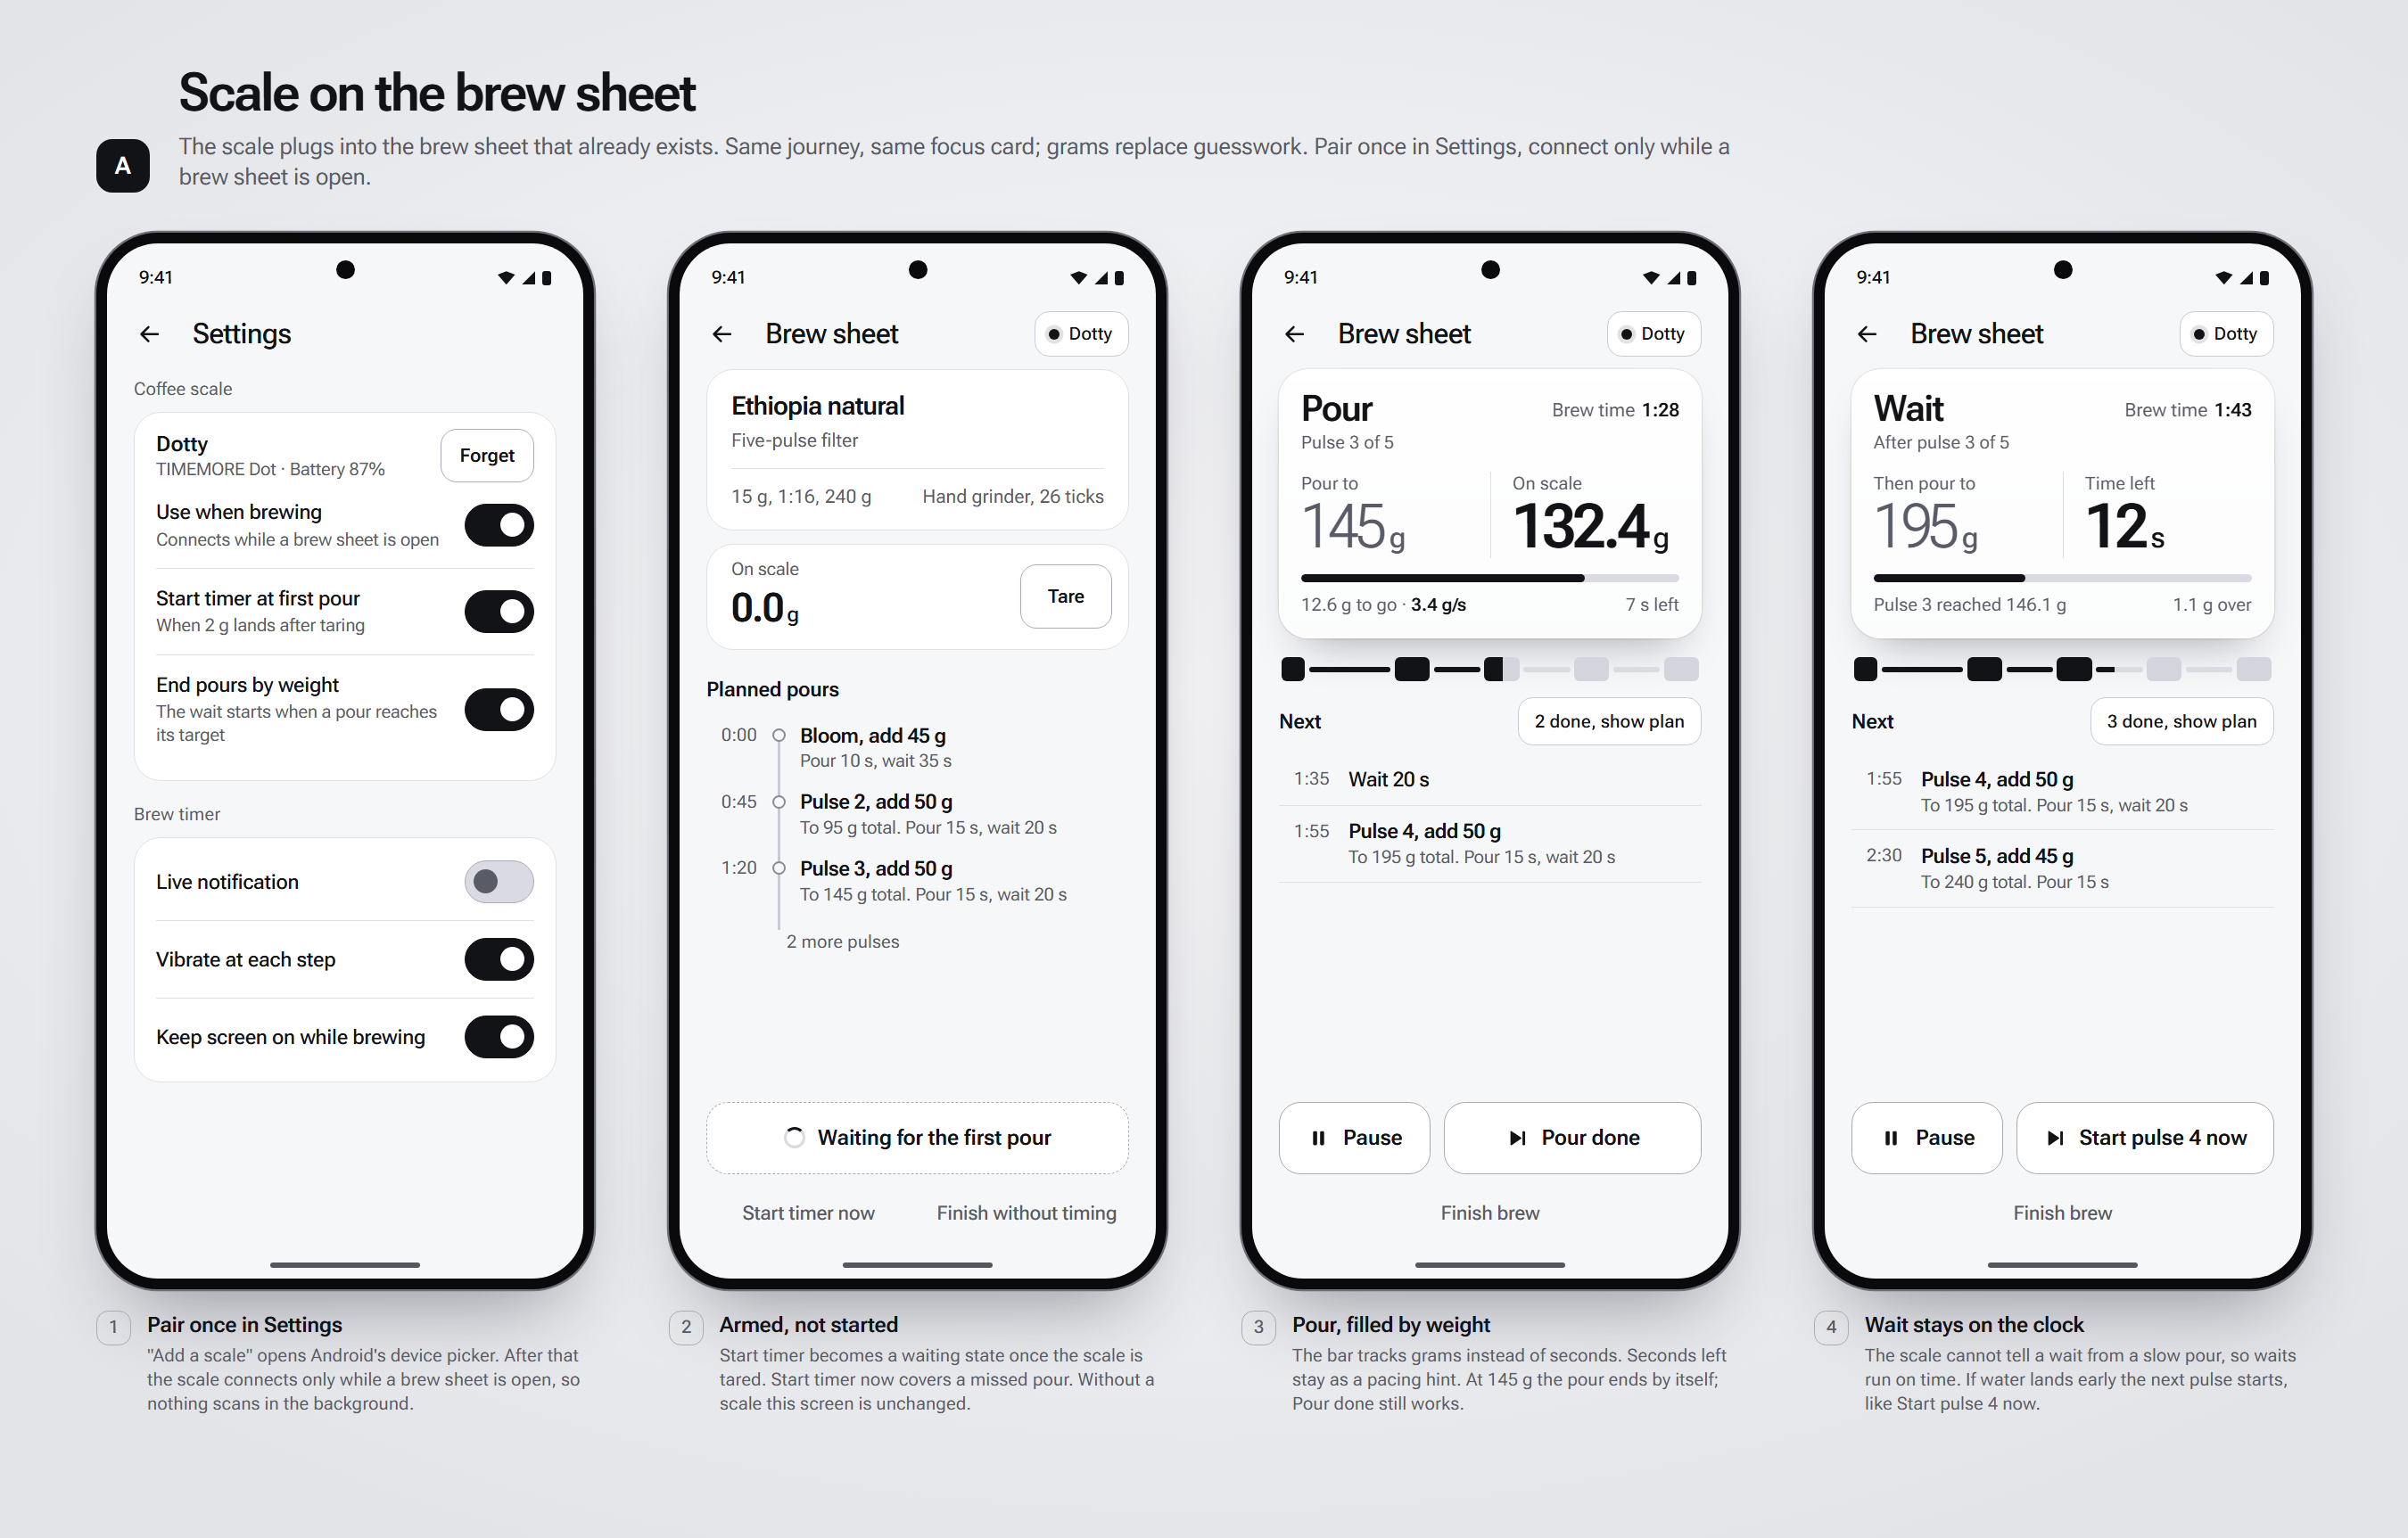 Scale on the brew sheet
A
The scale plugs into the brew sheet that already exists. Same journey, same focus card; grams replace guesswork. Pair once in Settings, connect only while a
brew sheet is open.
9:41
Settings
Coffee scale
Dotty
TIMEMORE Dot · Battery 87%
Forget
Use when brewing
Connects while a brew sheet is open
Start timer at first pour
When 2 g lands after taring
End pours by weight
The wait starts when a pour reaches
its target
Brew timer
Live notification
Vibrate at each step
Keep screen on while brewing
1
Pair once in Settings
"Add a scale" opens Android's device picker. After that
the scale connects only while a brew sheet is open, so
nothing scans in the background.
9:41
Brew sheet
Dotty
Ethiopia natural
Five-pulse filter
15 g, 1:16, 240 g
Hand grinder, 26 ticks
On scale
0.0 g
Tare
Planned pours
0:00
Bloom, add 45 g
Pour 10 s, wait 35 s
0:45
Pulse 2, add 50 g
To 95 g total. Pour 15 s, wait 20 s
1:20
Pulse 3, add 50 g
To 145 g total. Pour 15 s, wait 20 s
2 more pulses
Waiting for the first pour
Start timer now
Finish without timing
2
Armed, not started
Start timer becomes a waiting state once the scale is
tared. Start timer now covers a missed pour. Without a
scale this screen is unchanged.
9:41
Brew sheet
Dotty
Pour
Brew time 1:28
Pulse 3 of 5
Pour to
145 g
On scale
132.4 g
12.6 g to go · 3.4 g/s
7 s left
Next
2 done, show plan
1:35
Wait 20 s
1:55
Pulse 4, add 50 g
To 195 g total. Pour 15 s, wait 20 s
Pause
Pour done
Finish brew
3
Pour, filled by weight
The bar tracks grams instead of seconds. Seconds left
stay as a pacing hint. At 145 g the pour ends by itself;
Pour done still works.
9:41
Brew sheet
Dotty
Wait
Brew time 1:43
After pulse 3 of 5
Then pour to
195 g
Time left
12 s
Pulse 3 reached 146.1 g
1.1 g over
Next
3 done, show plan
1:55
Pulse 4, add 50 g
To 195 g total. Pour 15 s, wait 20 s
2:30
Pulse 5, add 45 g
To 240 g total. Pour 15 s
Pause
Start pulse 4 now
Finish brew
4
Wait stays on the clock
The scale cannot tell a wait from a slow pour, so waits
run on time. If water lands early the next pulse starts,
like Start pulse 4 now.